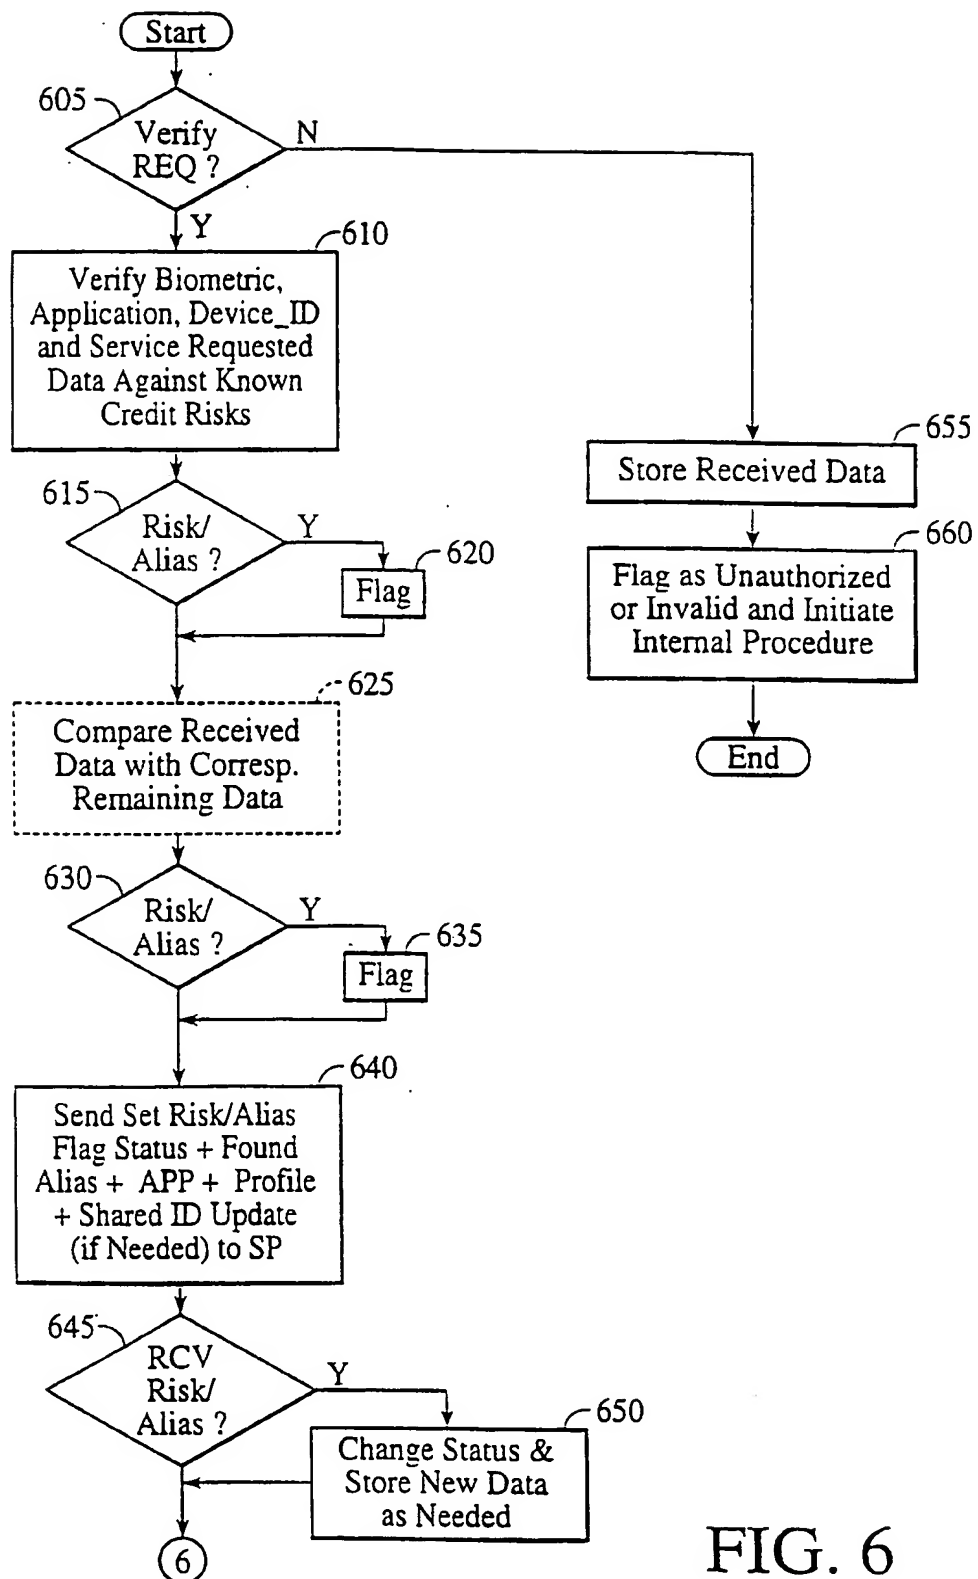 Start
605
Verify
REQ ?
N
Y
610
Verify Biometric,
Application, Device_ID
and Service Requested
Data Against Known
Credit Risks
615
Risk/
Alias ?
Y
620
Flag
625
Compare Received
Data with Corresp.
Remaining Data
630
Risk/
Alias ?
Y
635
Flag
640
Send Set Risk/Alias
Flag Status + Found
Alias + APP + Profile
+ Shared ID Update
(if Needed) to SP
645
RCV
Risk/
Alias ?
Y
650
Change Status &
Store New Data
as Needed
6
655
Store Received Data
660
Flag as Unauthorized
or Invalid and Initiate
Internal Procedure
End
FIG. 6